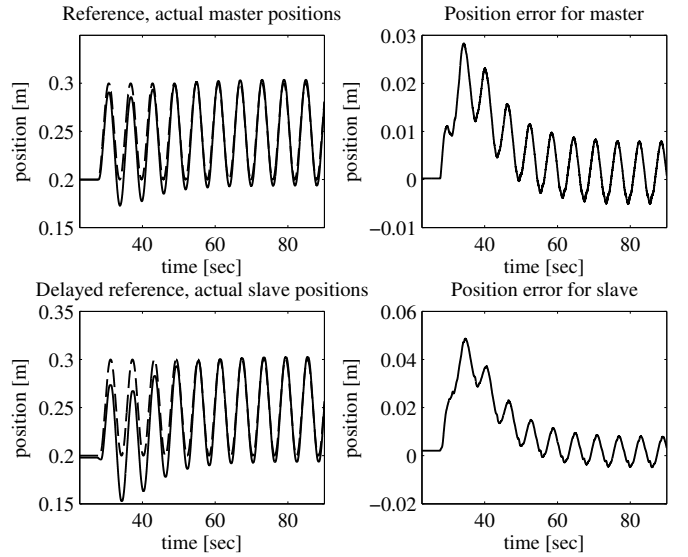 Reference, actual master positions
position [m]
0.3
0.25
0.2
0.15
40 60 80
time [sec]
Position error for master
position [m]
0.03
0.02
0.01
0
−0.01
40 60 80
time [sec]
Delayed reference, actual slave positions
position [m]
0.35
0.3
0.25
0.2
0.15
40 60 80
time [sec]
Position error for slave
position [m]
0.06
0.04
0.02
0
−0.02
40 60 80
time [sec]